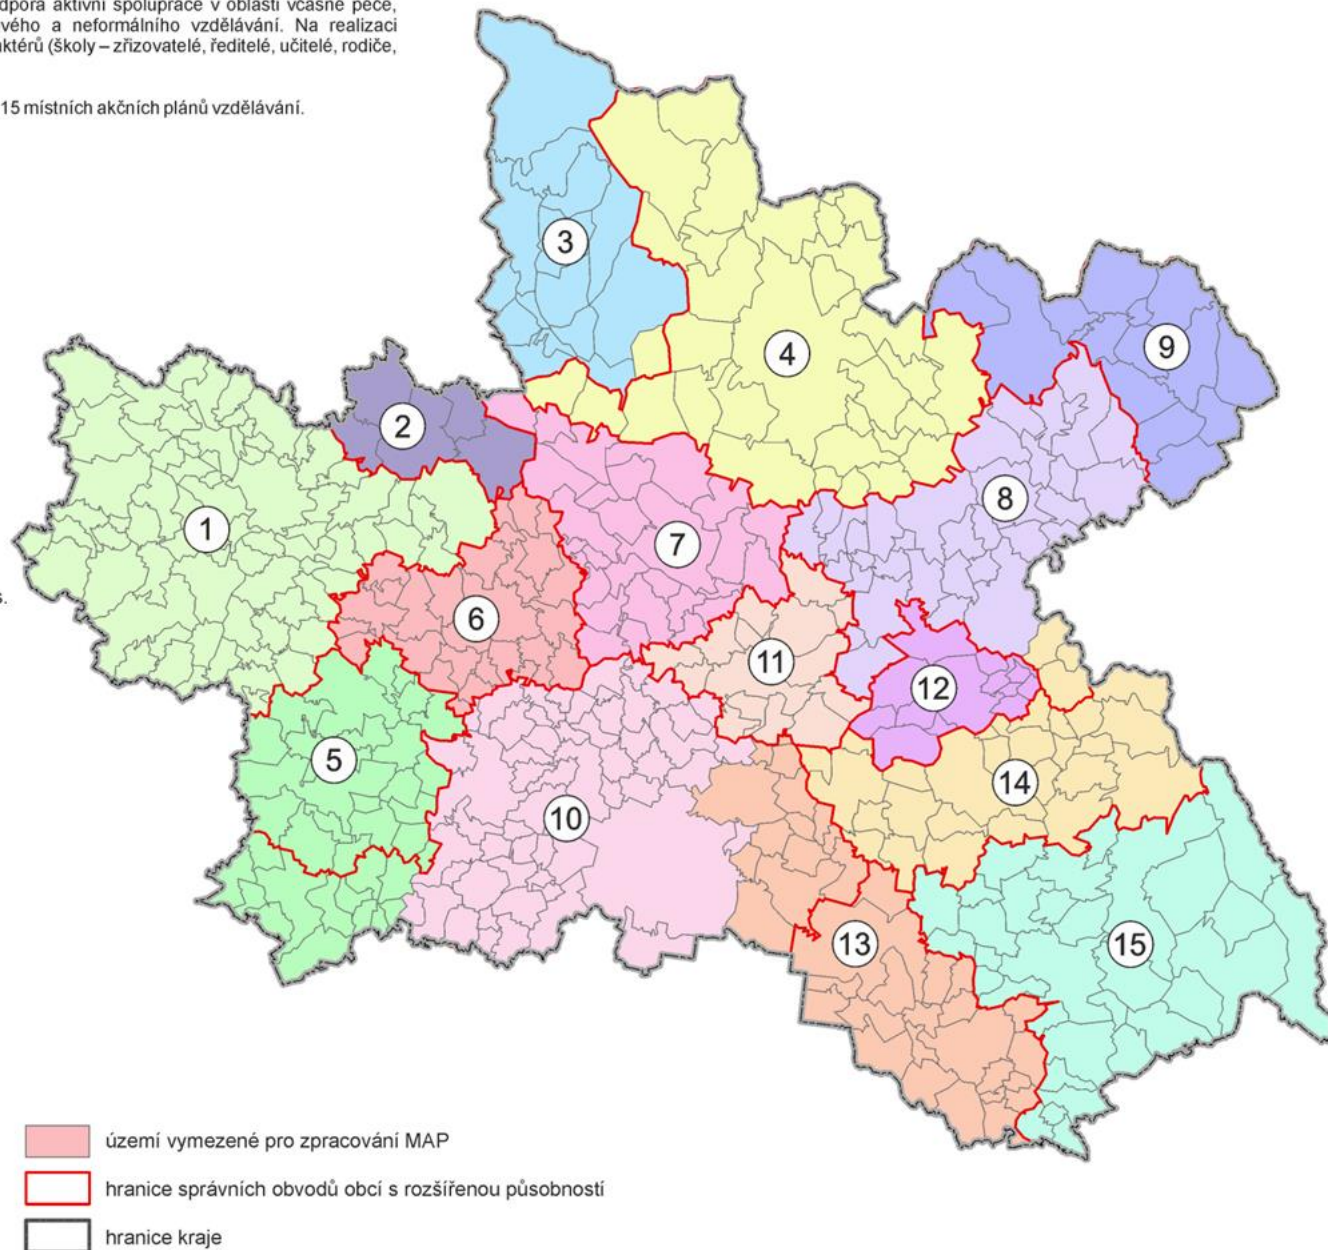 dpora aktivní spolupráce v oblasti včasné péče,
vého a neformálního vzdělávání. Na realizaci
aktérů (školy – zřizovatelé, ředitelé, učitelé, rodiče,
15 místních akčních plánů vzdělávání.
3
4
9
2
1
8
7
6
11
12
5
14
10
13
15
s.
území vymezené pro zpracování MAP
hranice správních obvodů obcí s rozšířenou působností
hranice kraje